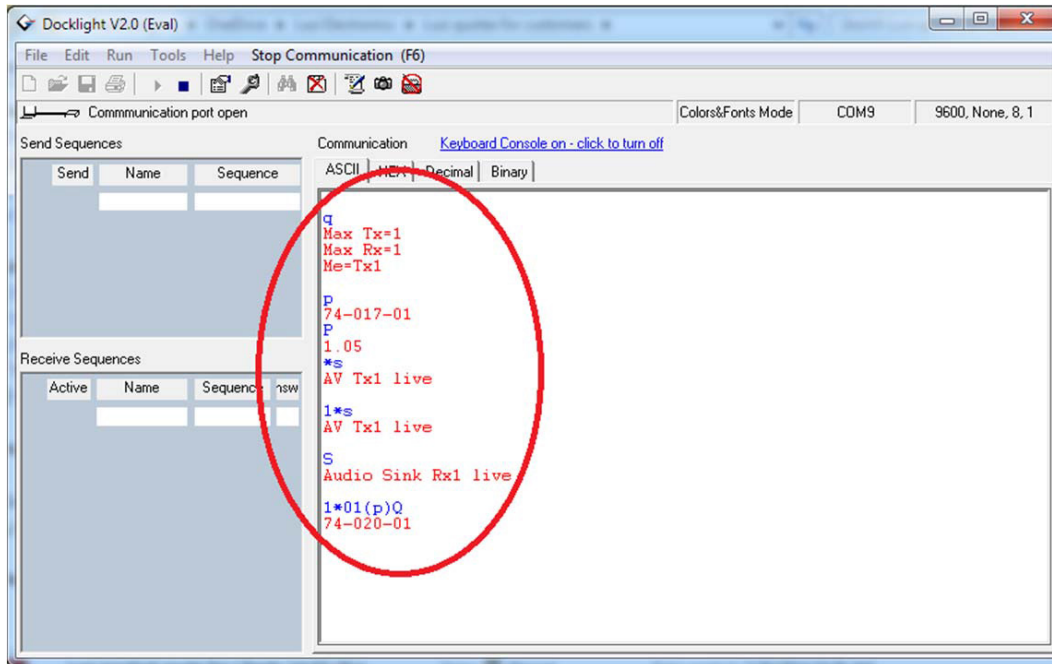 Docklight V2.0 (Eval)
File Edit Run Tools Help Stop Communication (F6)
Commmunication port open
Colors&Fonts Mode COM9 9600, None, 8, 1
Send Sequences
Send Name Sequence
Communication Keyboard Console on - click to turn off
ASCII HEX Decimal Binary
q
Max Tx=1
Max Rx=1
Me=Tx1
p
74-017-01
P
1.05
*s
AV Tx1 live
1*s
AV Tx1 live
S
Audio Sink Rx1 live
1*01(p)Q
74-020-01
Receive Sequences
Active Name Sequence nsw